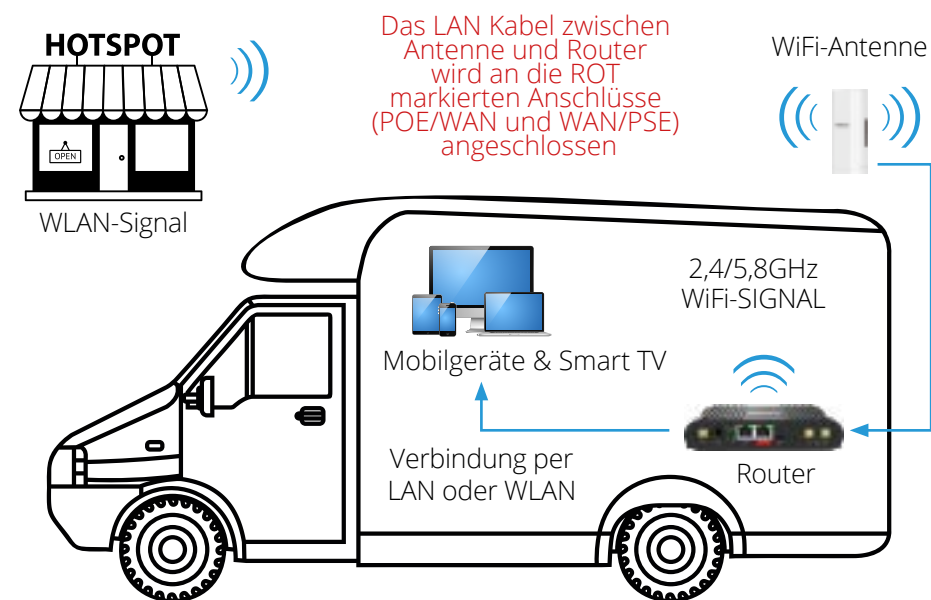 HOTSPOT
OPEN
WLAN-Signal
Das LAN Kabel zwischen
Antenne und Router
wird an die ROT
markierten Anschlüsse
(POE/WAN und WAN/PSE)
angeschlossen
WiFi-Antenne
2,4/5,8GHz
WiFi-SIGNAL
Mobilgeräte & Smart TV
Verbindung per
LAN oder WLAN
Router